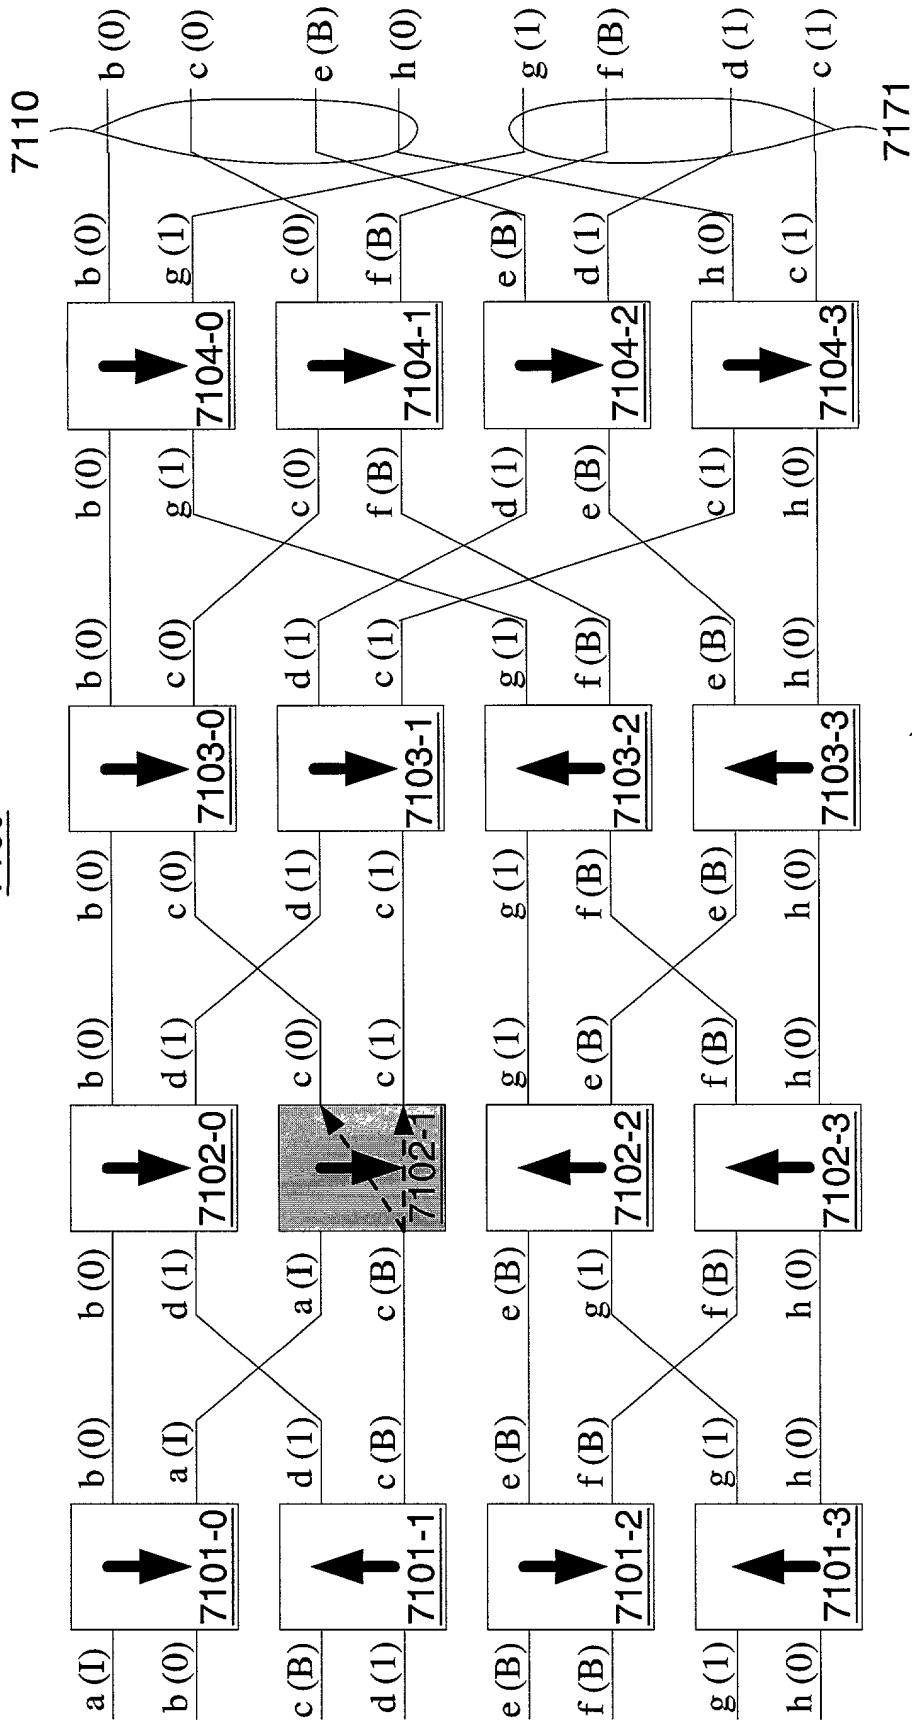 7110
a (I)
b (0)
c (B)
d (1)
e (B)
f (B)
g (1)
h (0)
7101-0
7101-1
7101-2
7101-3
b (0)
a (I)
d (1)
c (B)
e (B)
f (B)
g (1)
h (0)
b (0)
d (1)
a (I)
c (B)
e (B)
g (1)
f (B)
h (0)
7102-0
7102-1
7102-2
7102-3
b (0)
d (1)
c (0)
c (1)
g (1)
e (B)
f (B)
h (0)
b (0)
c (0)
d (1)
c (1)
g (1)
f (B)
e (B)
h (0)
7103-0
7103-1
7103-2
7103-3
b (0)
c (0)
d (1)
c (1)
g (1)
f (B)
e (B)
h (0)
b (0)
g (1)
c (0)
f (B)
d (1)
e (B)
c (1)
h (0)
7104-0
7104-1
7104-2
7104-3
b (0)
g (1)
c (0)
f (B)
e (B)
d (1)
h (0)
c (1)
b (0)
c (0)
e (B)
h (0)
g (1)
f (B)
d (1)
c (1)
7171